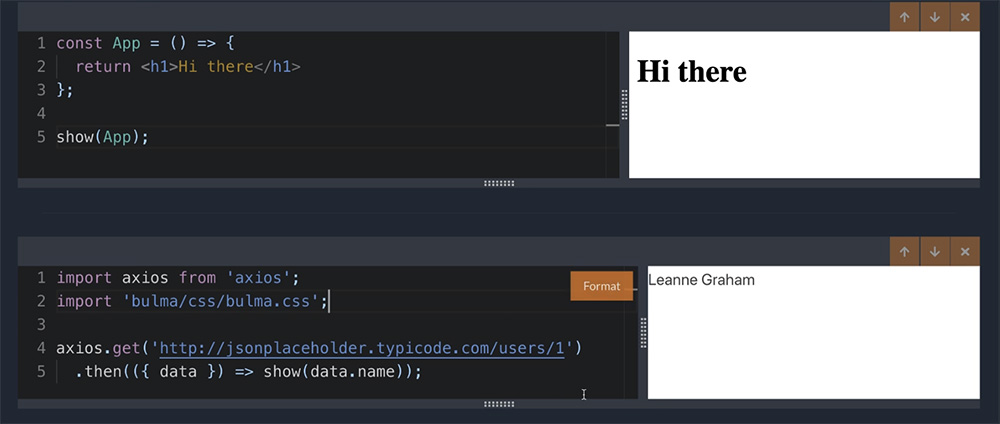 1 const App = () => {
2   return <h1>Hi there</h1>
3 };
4
5 show(App);
Hi there
1 import axios from 'axios';
2 import 'bulma/css/bulma.css';
3
4 axios.get('http://jsonplaceholder.typicode.com/users/1')
5   .then(({ data }) => show(data.name));
Format
Leanne Graham